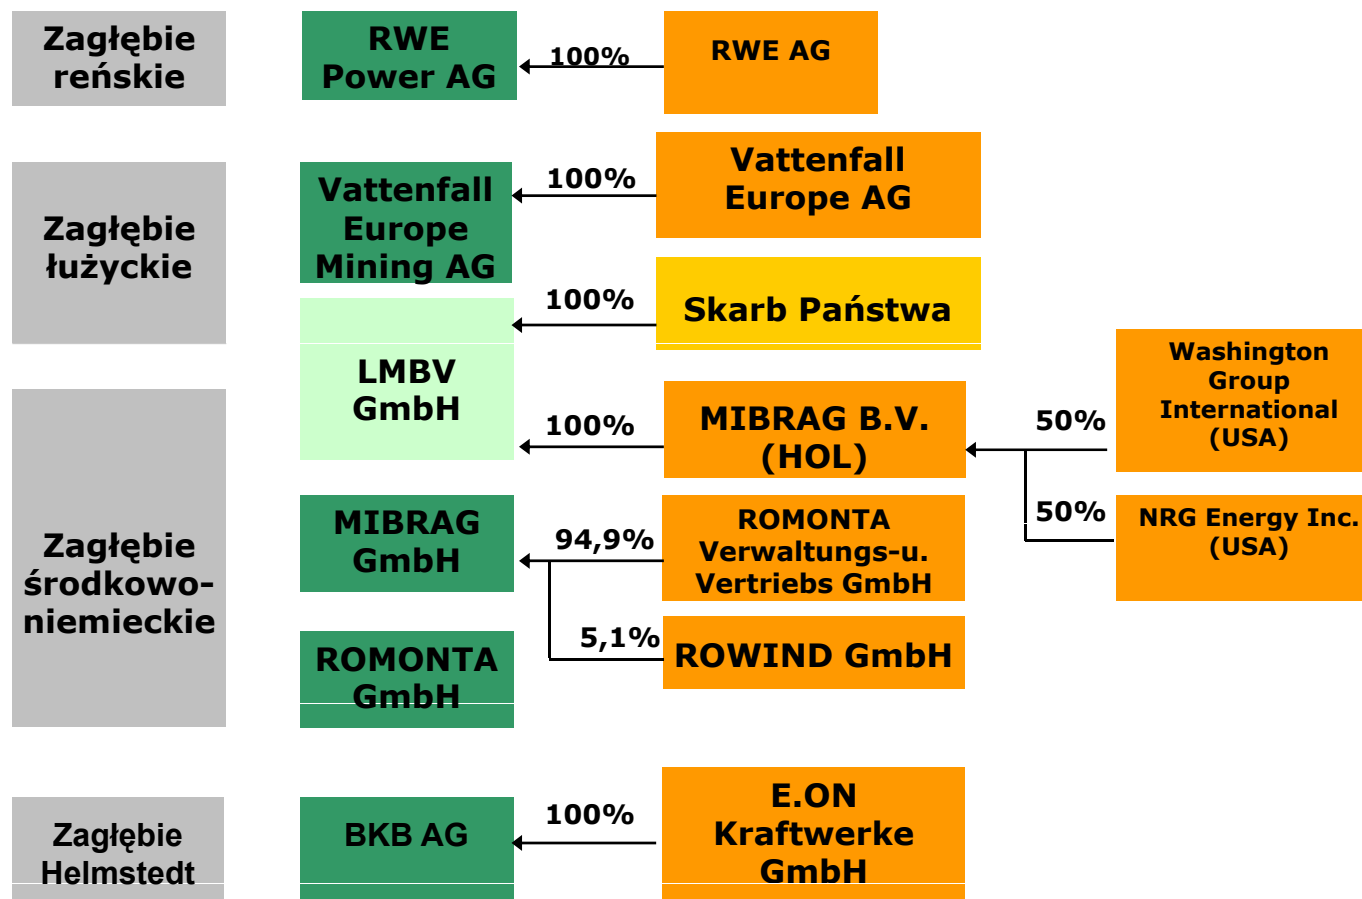 Zagłębie
reńskie
RWE
Power AG
100%
RWE AG
Zagłębie
łużyckie
Vattenfall
Europe
Mining AG
100%
Vattenfall
Europe AG
100%
Skarb Państwa
LMBV
GmbH
100%
MIBRAG B.V.
(HOL)
50%
Washington
Group
International
(USA)
50%
NRG Energy Inc.
(USA)
Zagłębie
środkowo-
niemieckie
MIBRAG
GmbH
94,9%
ROMONTA
Verwaltungs-u.
Vertriebs GmbH
5,1%
ROWIND GmbH
ROMONTA
GmbH
Zagłębie
Helmstedt
BKB AG
100%
E.ON
Kraftwerke
GmbH